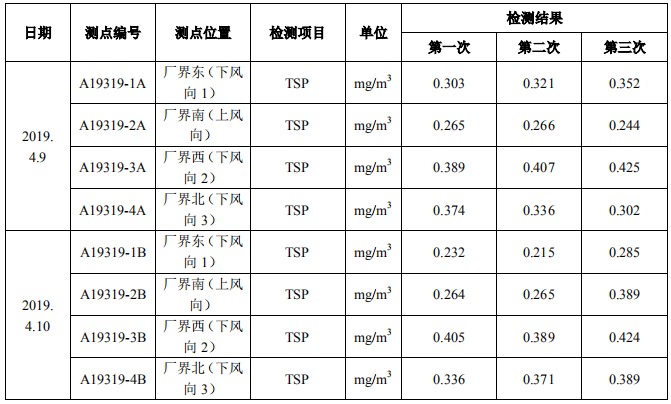 日期 测点编号 测点位置 检测项目 单位 检测结果
第一次 第二次 第三次
2019.
4.9
A19319-1A 厂界东（下风
向 1） TSP mg/m³ 0.303 0.321 0.352
A19319-2A 厂界南（上风
向） TSP mg/m³ 0.265 0.266 0.244
A19319-3A 厂界西（下风
向 2） TSP mg/m³ 0.389 0.407 0.425
A19319-4A 厂界北（下风
向 3） TSP mg/m³ 0.374 0.336 0.302
2019.
4.10
A19319-1B 厂界东（下风
向 1） TSP mg/m³ 0.232 0.215 0.285
A19319-2B 厂界南（上风
向） TSP mg/m³ 0.264 0.265 0.389
A19319-3B 厂界西（下风
向 2） TSP mg/m³ 0.405 0.389 0.424
A19319-4B 厂界北（下风
向 3） TSP mg/m³ 0.336 0.371 0.389